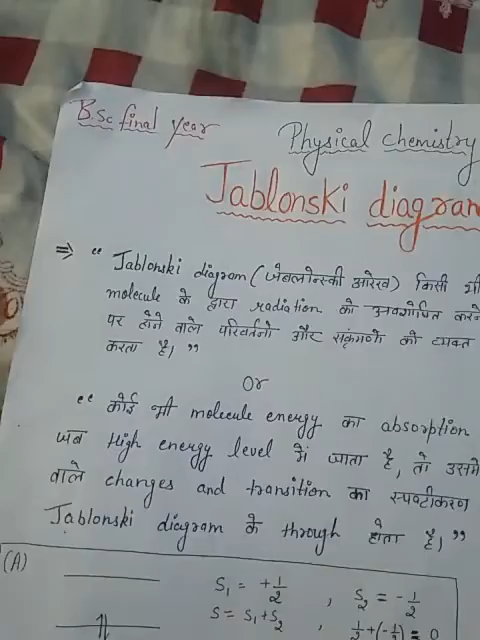 B.Sc final year
Physical chemistry
Jablonski diagram
⇒ “ Jablonski diagram (जेबलोन्स्की आरेख) किसी भी
molecule के द्वारा radiation को अवशोषित करने
पर होने वाले परिवर्तनो और संक्रमणो को व्यक्त
करता है, ”
Or
“ कोई भी molecule energy का absorption
जब High energy level में जाता है, तो उसमे
वाले changes and transition का स्पष्टीकरण
Jablonski diagram के through होता है, ”
(A)
S₁ = +1/2 , S₂ = -1/2
S = S₁ + S₂ , 1/2 + (-1/2) = 0